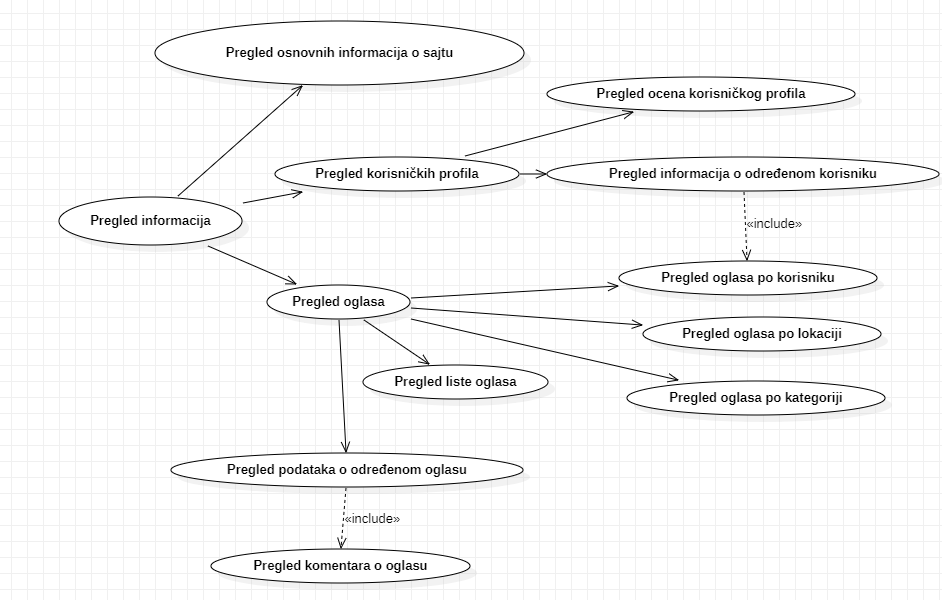 Pregled osnovnih informacija o sajtu
Pregled ocena korisničkog profila
Pregled korisničkih profila
Pregled informacija o određenom korisniku
Pregled informacija
«include»
Pregled oglasa po korisniku
Pregled oglasa
Pregled oglasa po lokaciji
Pregled liste oglasa
Pregled oglasa po kategoriji
Pregled podataka o određenom oglasu
«include»
Pregled komentara o oglasu